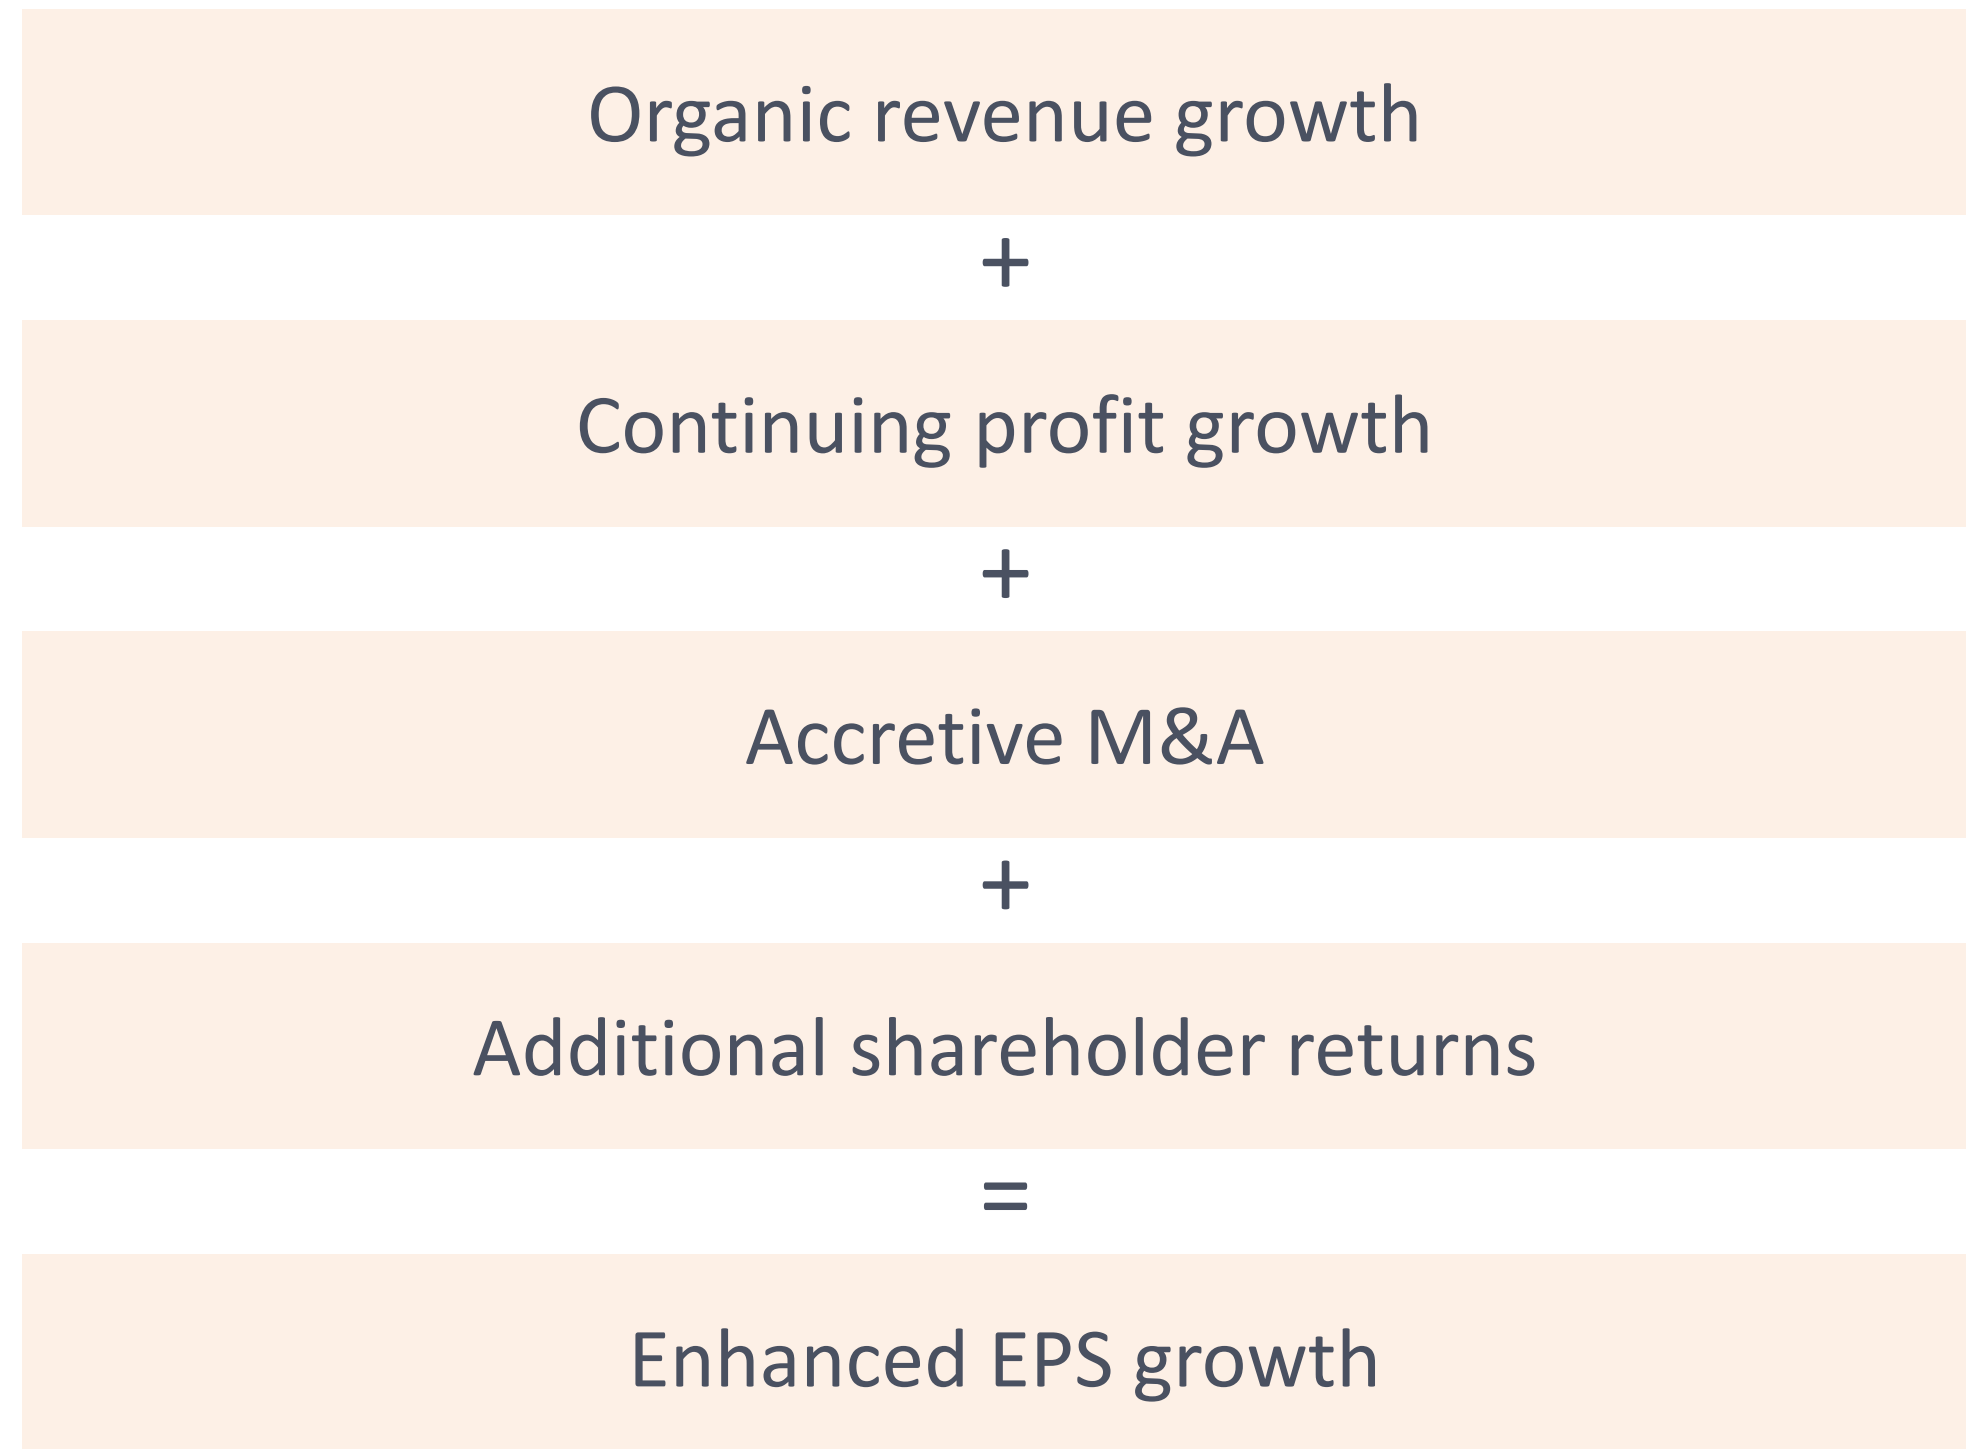 Organic revenue growth
+
Continuing profit growth
+
Accretive M&A
+
Additional shareholder returns
=
Enhanced EPS growth